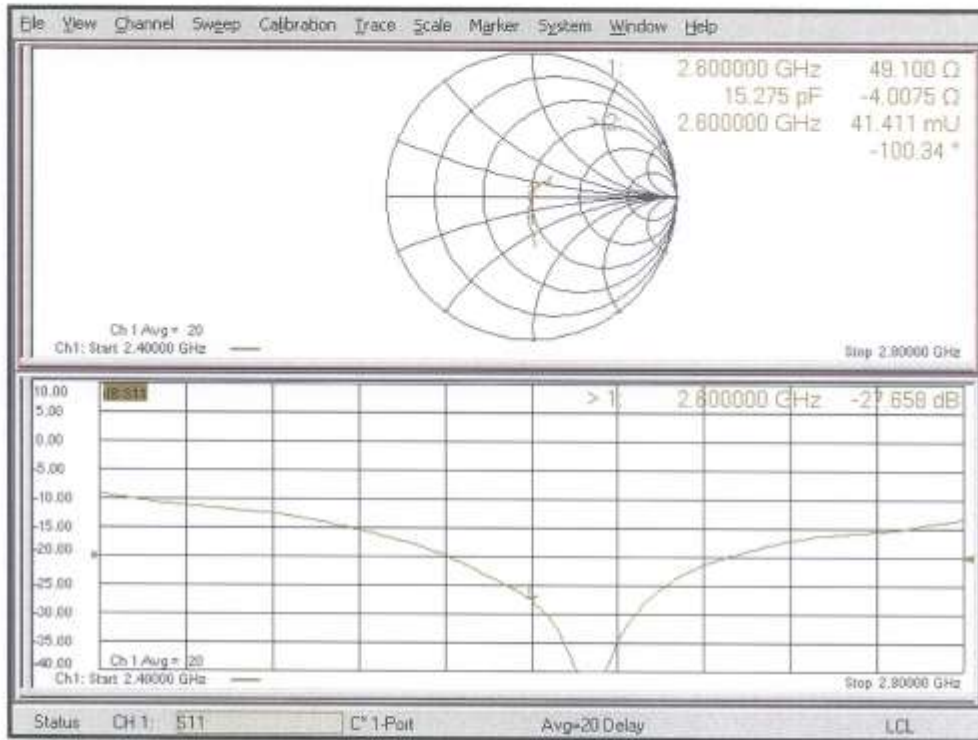 File View Channel Sweep Calibration Trace Scale Marker System Window Help
1: 2.600000 GHz 49.100 Ω
15.275 pF -4.0075 Ω
> 2: 2.600000 GHz 41.411 mU
-100.34 °
Ch 1 Avg = 20
Ch1: Start 2.40000 GHz
Stop 2.80000 GHz
10.00
dB S11
> 1: 2.600000 GHz -27.658 dB
5.00
0.00
-5.00
-10.00
-15.00
-20.00
-25.00
-30.00
-35.00
-40.00
Ch 1 Avg = 20
Ch1: Start 2.40000 GHz
Stop 2.80000 GHz
Status CH 1: S11 C* 1-Port Avg=20 Delay LCL